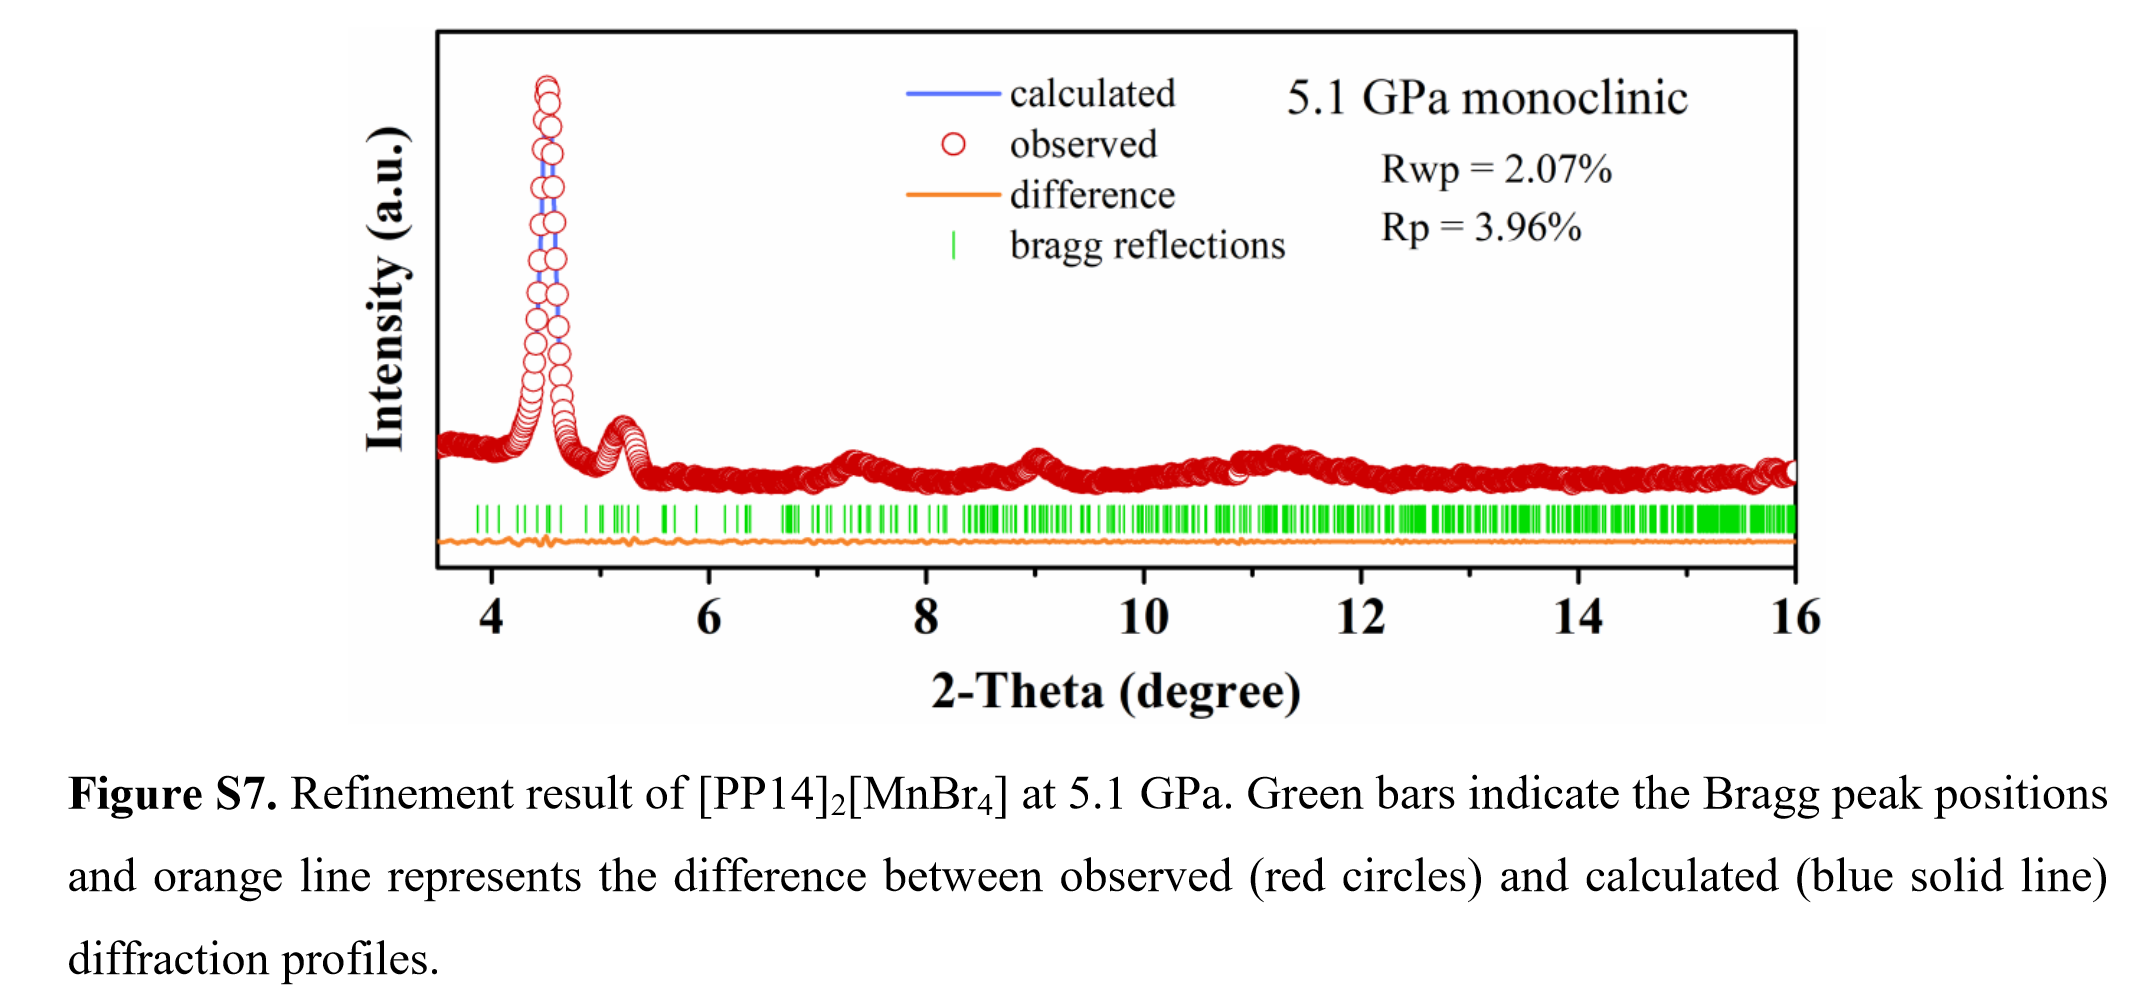 calculated
observed
difference
bragg reflections
5.1 GPa monoclinic
Rwp = 2.07%
Rp = 3.96%
Intensity (a.u.)
4 6 8 10 12 14 16
2-Theta (degree)
Figure S7. Refinement result of [PP14]₂[MnBr₄] at 5.1 GPa. Green bars indicate the Bragg peak positions
and orange line represents the difference between observed (red circles) and calculated (blue solid line)
diffraction profiles.